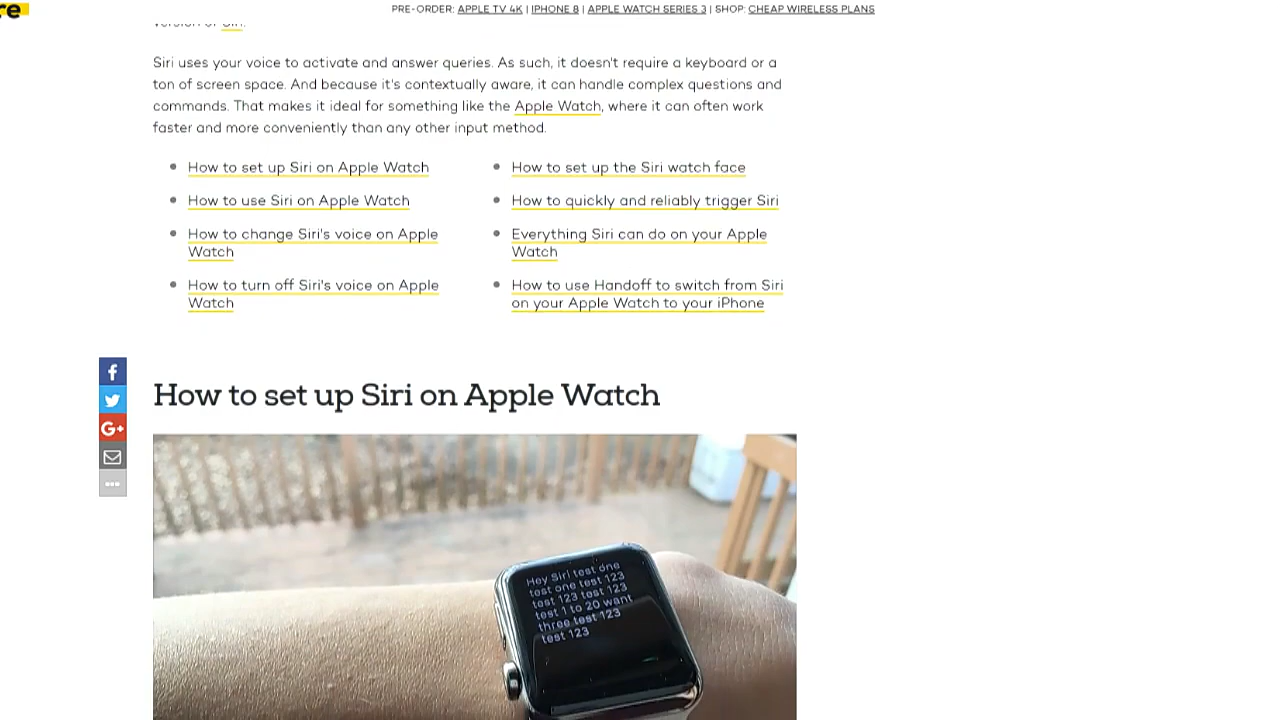 re
PRE-ORDER: APPLE TV 4K | IPHONE 8 | APPLE WATCH SERIES 3 | SHOP: CHEAP WIRELESS PLANS
version of Siri.
Siri uses your voice to activate and answer queries. As such, it doesn't require a keyboard or a
ton of screen space. And because it's contextually aware, it can handle complex questions and
commands. That makes it ideal for something like the Apple Watch, where it can often work
faster and more conveniently than any other input method.
How to set up Siri on Apple Watch
How to use Siri on Apple Watch
How to change Siri's voice on Apple
Watch
How to turn off Siri's voice on Apple
Watch
How to set up the Siri watch face
How to quickly and reliably trigger Siri
Everything Siri can do on your Apple
Watch
How to use Handoff to switch from Siri
on your Apple Watch to your iPhone
f
G+
How to set up Siri on Apple Watch
Hey Siri test one
test one test 123
test 123 test 123
test 1 to 20 want
three test 123
test 123